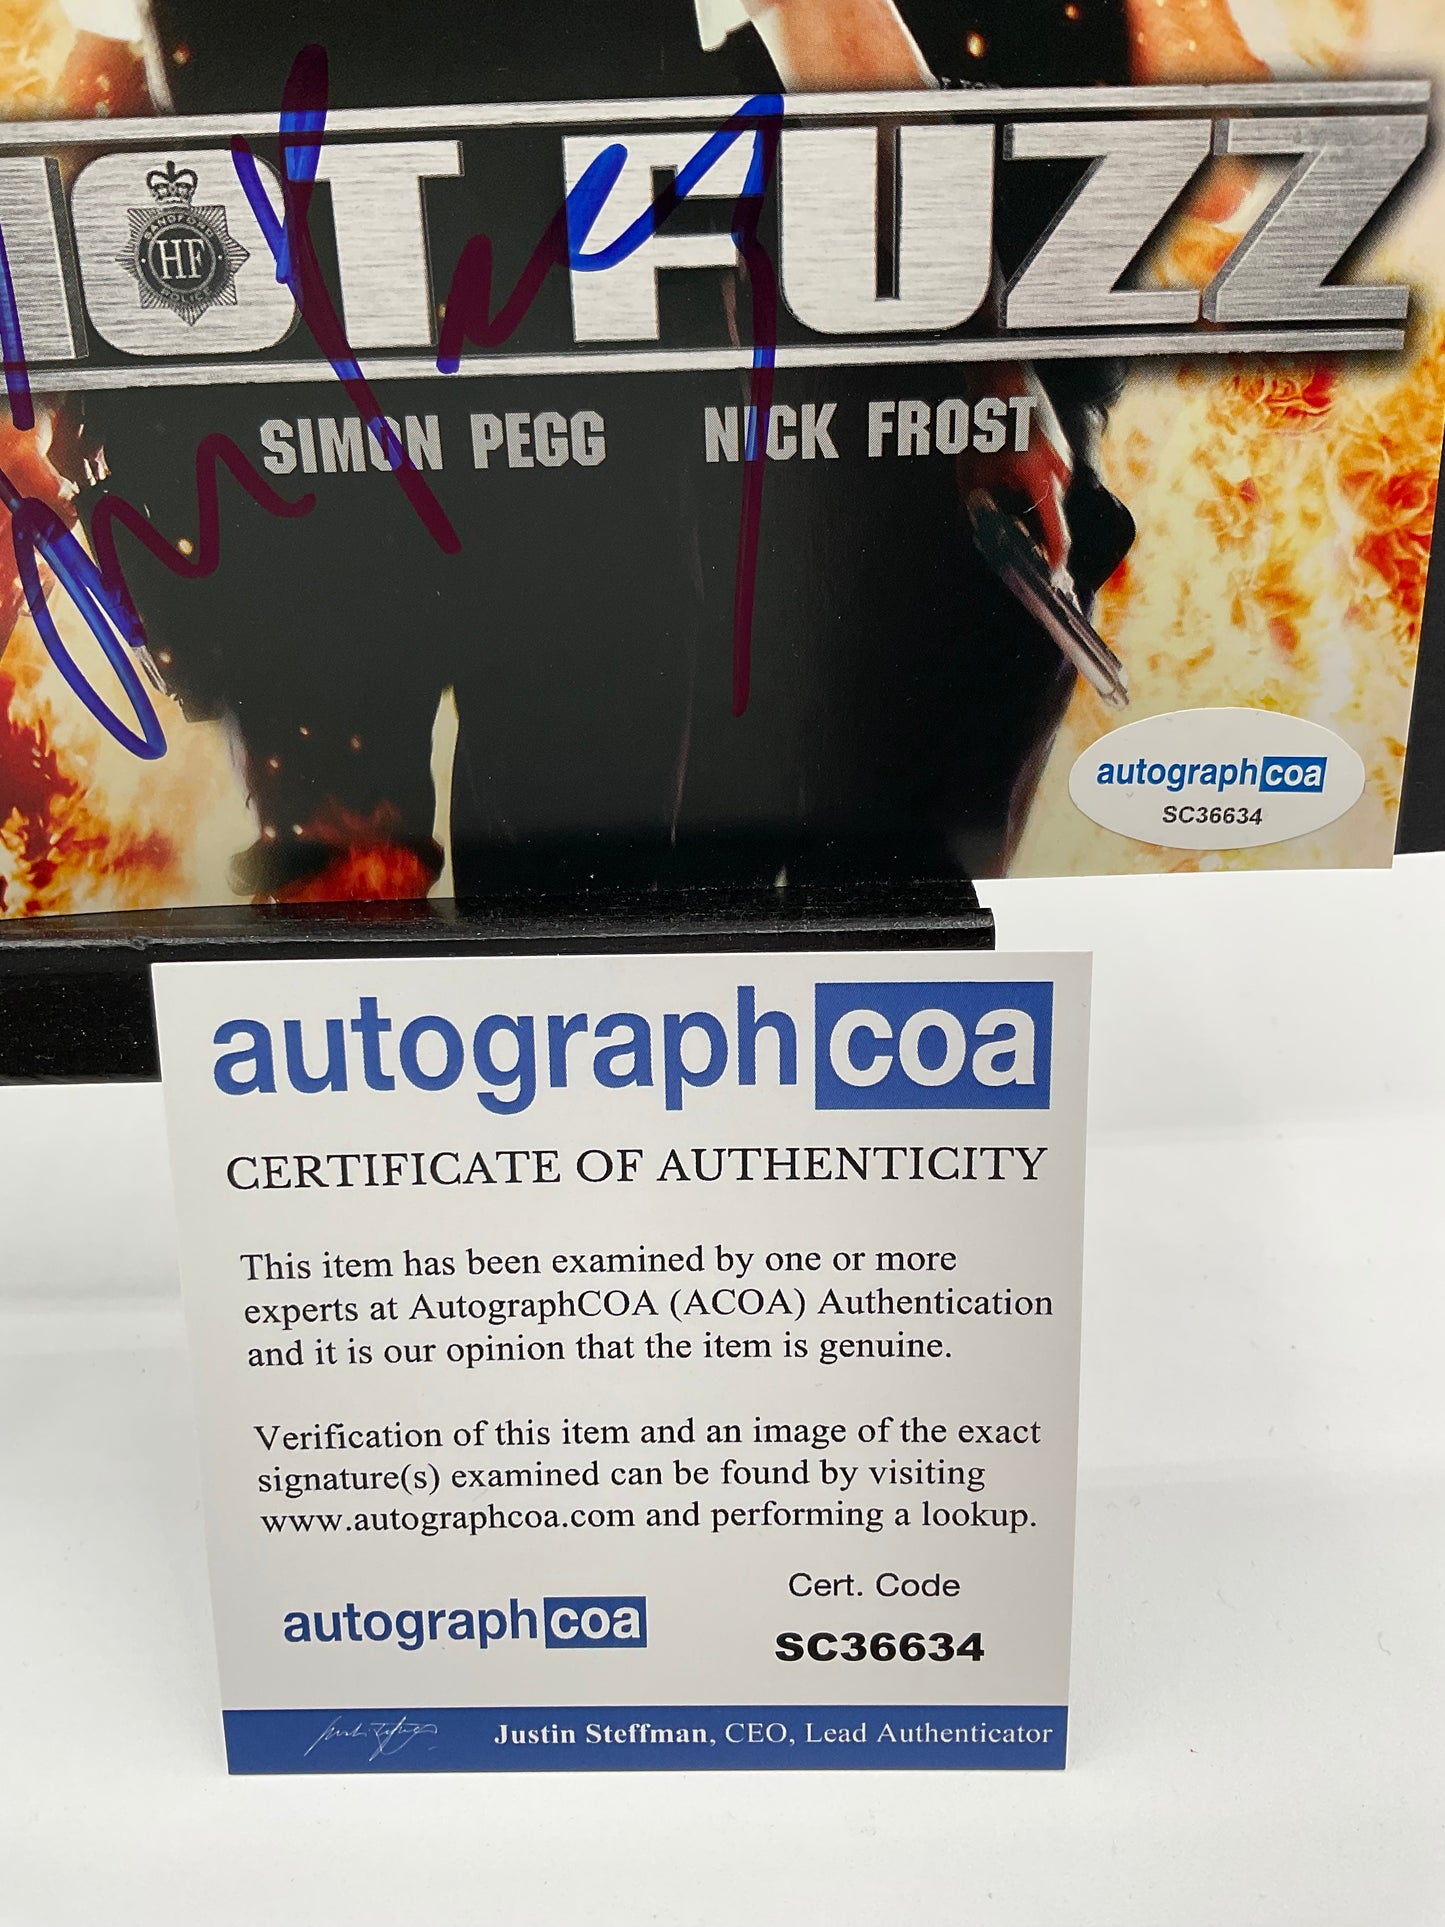 HOT FUZZ
SANDFORD
HF
POLICE
SIMON PEGG NICK FROST
autographcoa
SC36634
autographcoa
CERTIFICATE OF AUTHENTICITY
This item has been examined by one or more
experts at AutographCOA (ACOA) Authentication
and it is our opinion that the item is genuine.
Verification of this item and an image of the exact
signature(s) examined can be found by visiting
www.autographcoa.com and performing a lookup.
Cert. Code
autographcoa
SC36634
Justin Steffman, CEO, Lead Authenticator